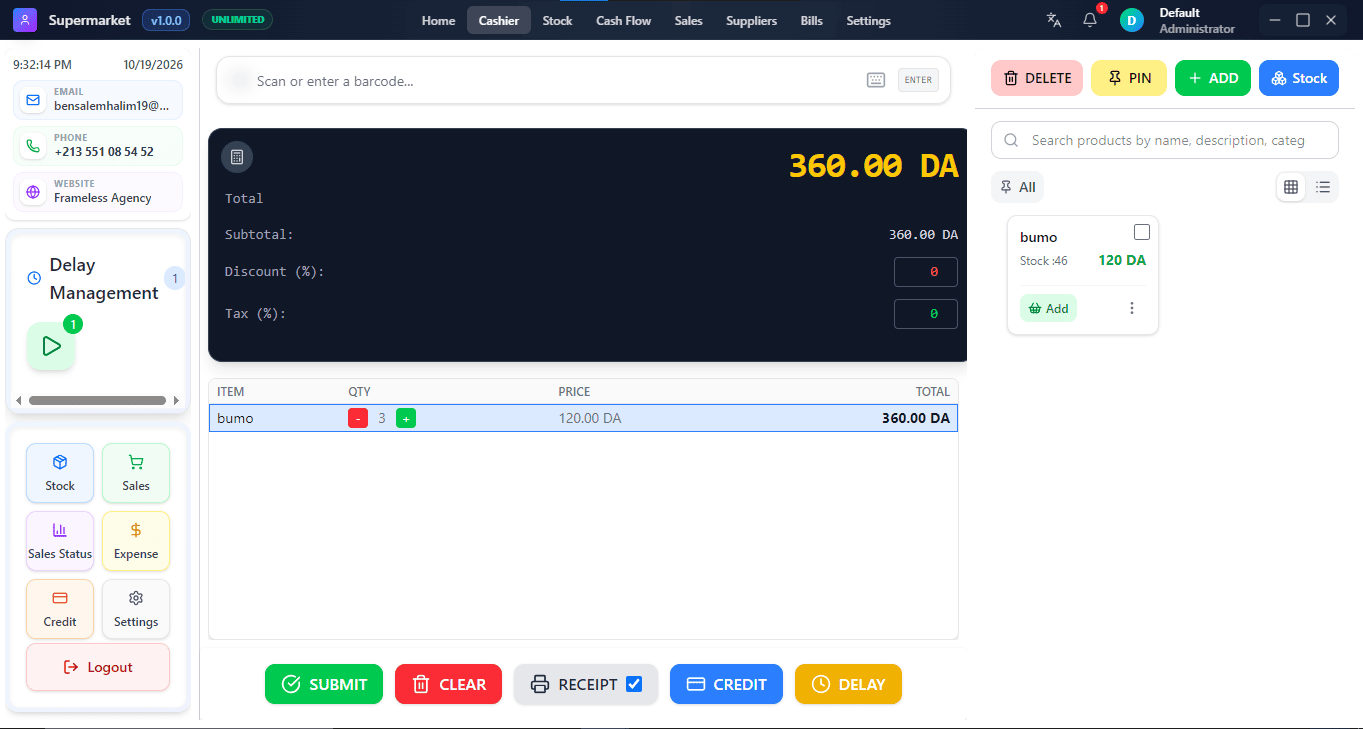 Supermarket v1.0.0 UNLIMITED Home Cashier Stock Cash Flow Sales Suppliers Bills Settings 1 D Default
Administrator
9:32:14 PM 10/19/2026
EMAIL
bensalemhalim19@...
PHONE
+213 551 08 54 52
WEBSITE
Frameless Agency
Delay
Management
1
1
Stock
Sales
Sales Status
Expense
Credit
Settings
Logout
Scan or enter a barcode...
ENTER
360.00 DA
Total
Subtotal: 360.00 DA
Discount (%): 0
Tax (%): 0
ITEM QTY PRICE TOTAL
bumo - 3 + 120.00 DA 360.00 DA
SUBMIT CLEAR RECEIPT CREDIT DELAY
DELETE PIN + ADD Stock
Search products by name, description, categ
All
bumo
Stock :46 120 DA
Add